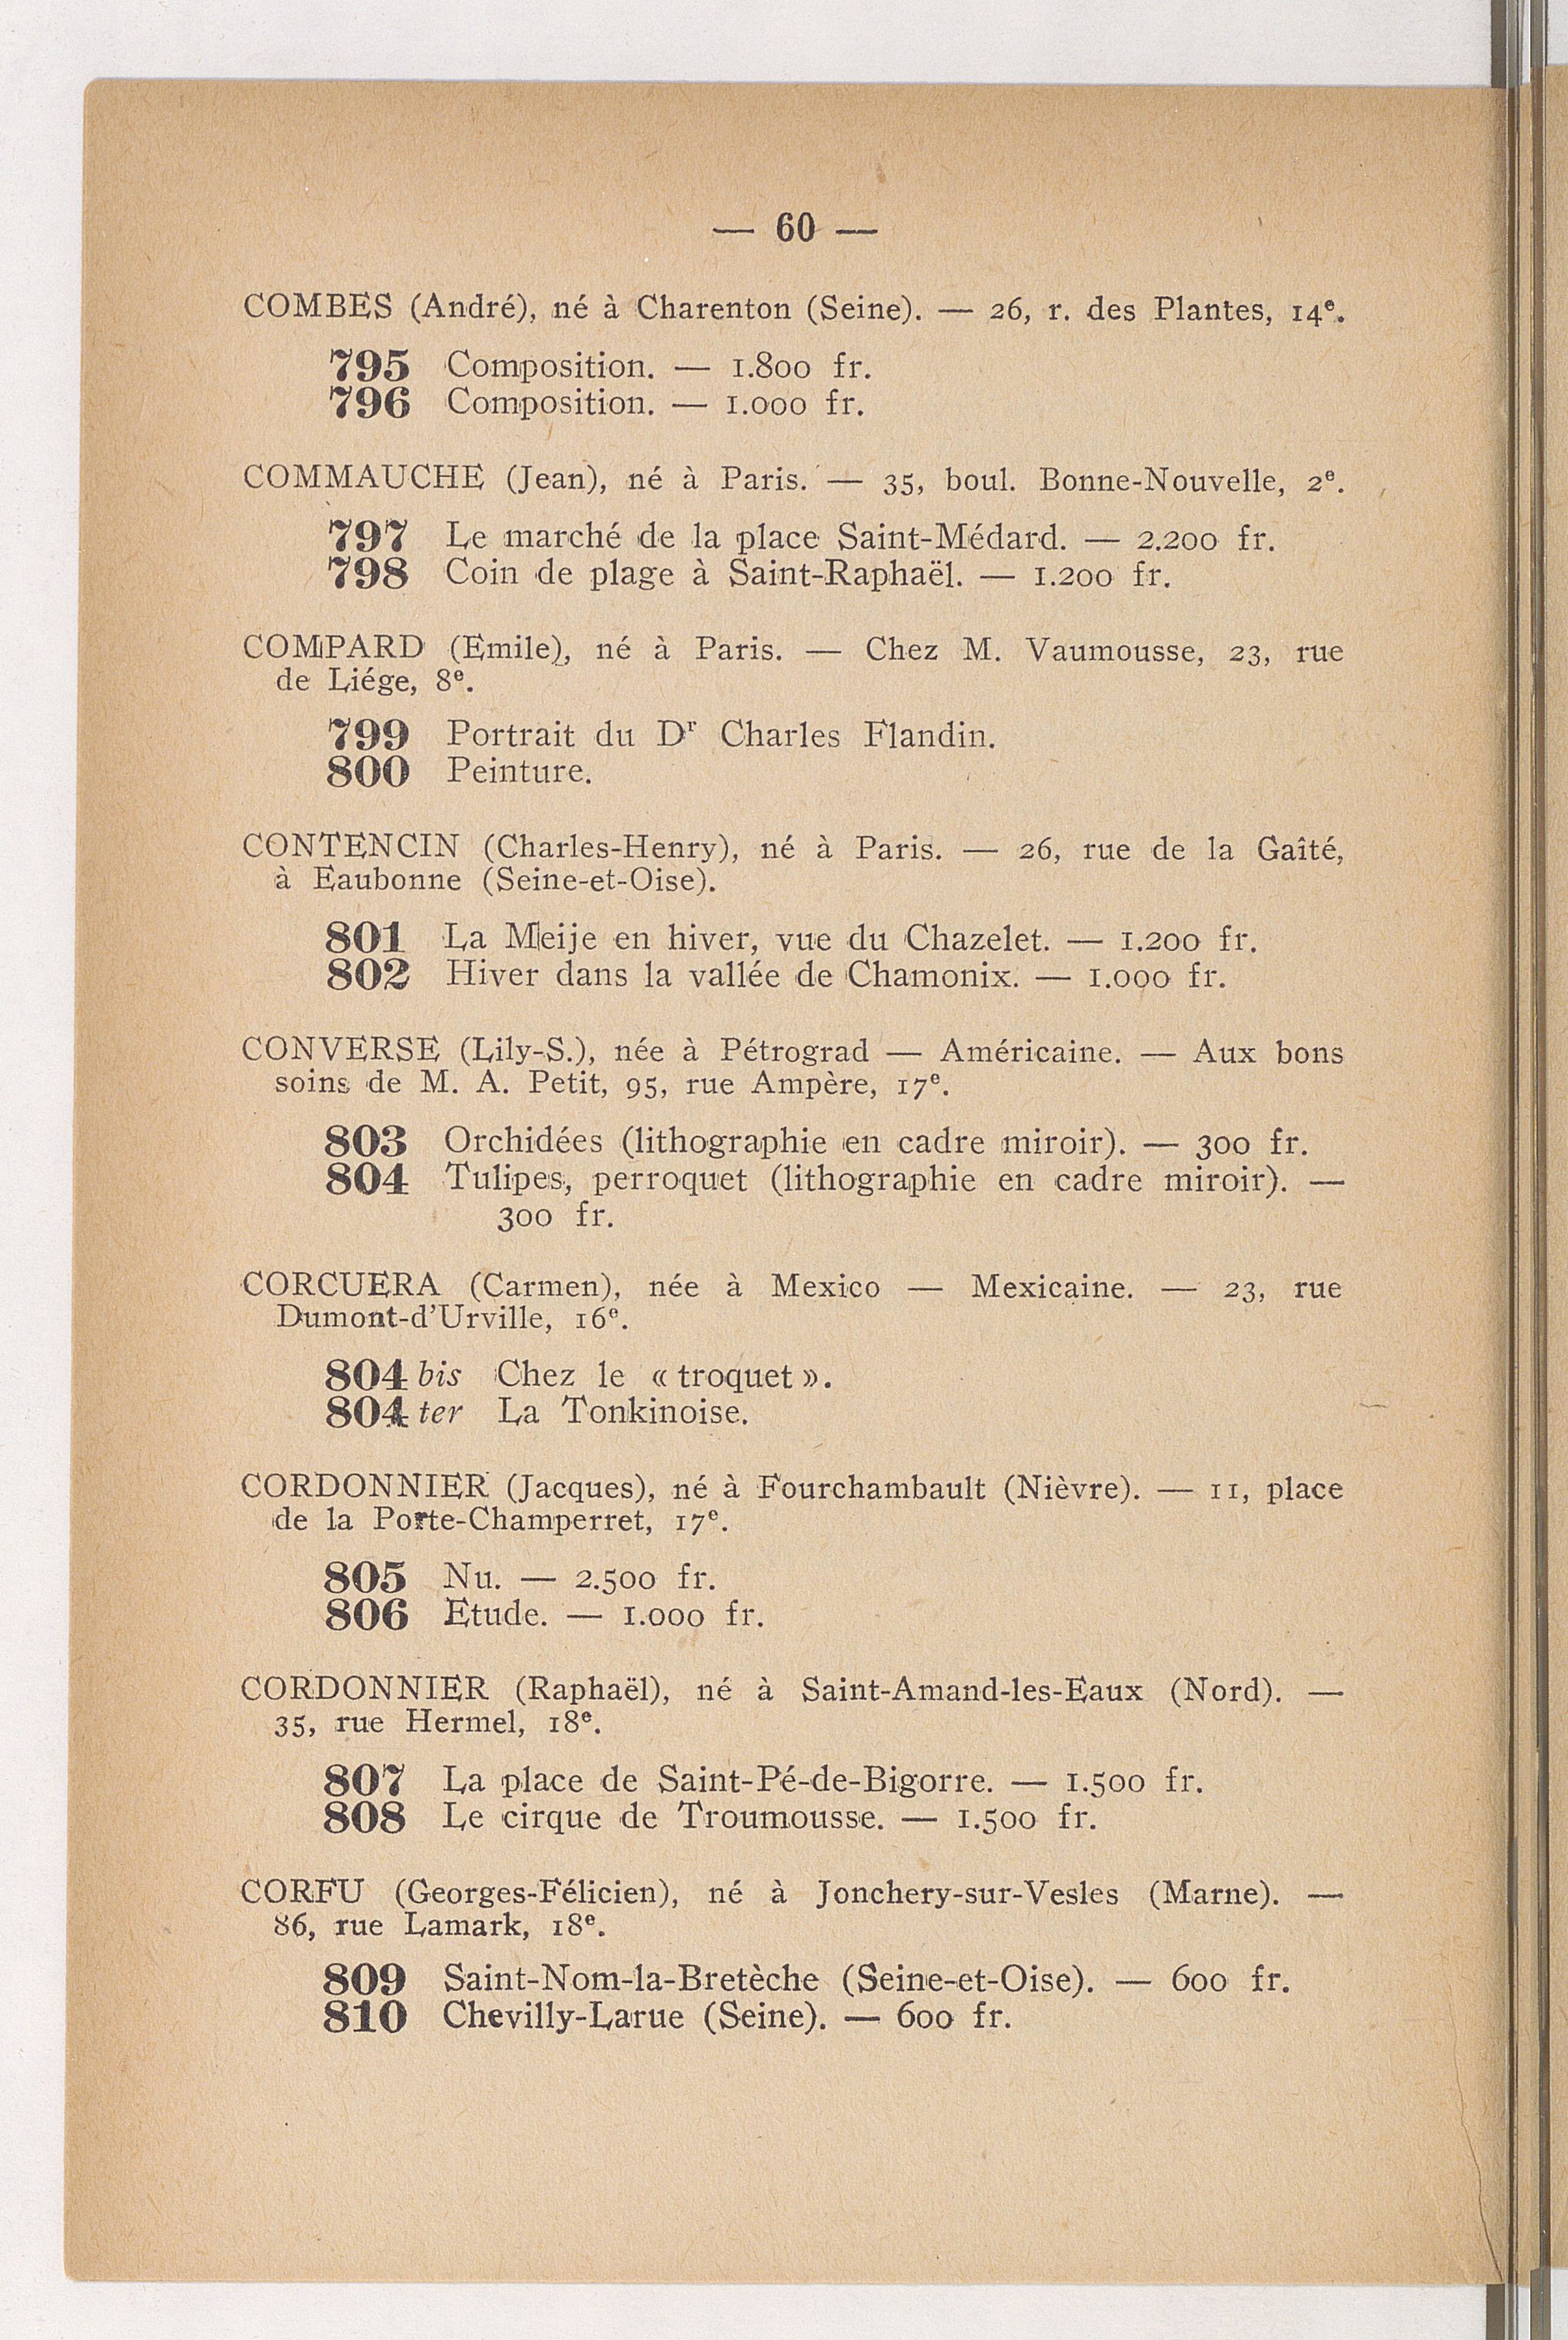 — 60 —
COMBES (André), né à Charenton (Seine). — 26, r. des Plantes, 14e.
795 Composition. — 1.800 fr.
796 Composition. — 1.000 fr.
COMMAUCHE (Jean), né à Paris. — 35, boul. Bonne-Nouvelle, 2e.
797 Le marché de la place Saint-Médard. — 2.200 fr.
798 Coin de plage à Saint-Raphaël. — 1.200 fr.
COMPARD (Emile), né à Paris. — Chez M. Vaumousse, 23, rue
de Liége, 8e.
799 Portrait du Dr Charles Flandin.
800 Peinture.
CONTENCIN (Charles-Henry), né à Paris. — 26, rue de la Gaîté,
à Eaubonne (Seine-et-Oise).
801 La Meije en hiver, vue du Chazelet. — 1.200 fr.
802 Hiver dans la vallée de Chamonix. — 1.000 fr.
CONVERSE (Lily-S.), née à Pétrograd — Américaine. — Aux bons
soins de M. A. Petit, 95, rue Ampère, 17e.
803 Orchidées (lithographie en cadre miroir). — 300 fr.
804 Tulipes, perroquet (lithographie en cadre miroir). —
300 fr.
CORCUERA (Carmen), née à Mexico — Mexicaine. — 23, rue
Dumont-d'Urville, 16e.
804 bis Chez le « troquet ».
804 ter La Tonkinoise.
CORDONNIER (Jacques), né à Fourchambault (Nièvre). — 11, place
de la Porte-Champerret, 17e.
805 Nu. — 2.500 fr.
806 Etude. — 1.000 fr.
CORDONNIER (Raphaël), né à Saint-Amand-les-Eaux (Nord). —
35, rue Hermel, 18e.
807 La place de Saint-Pé-de-Bigorre. — 1.500 fr.
808 Le cirque de Troumousse. — 1.500 fr.
CORFU (Georges-Félicien), né à Jonchery-sur-Vesles (Marne). —
86, rue Lamark, 18e.
809 Saint-Nom-la-Bretèche (Seine-et-Oise). — 600 fr.
810 Chevilly-Larue (Seine). — 600 fr.